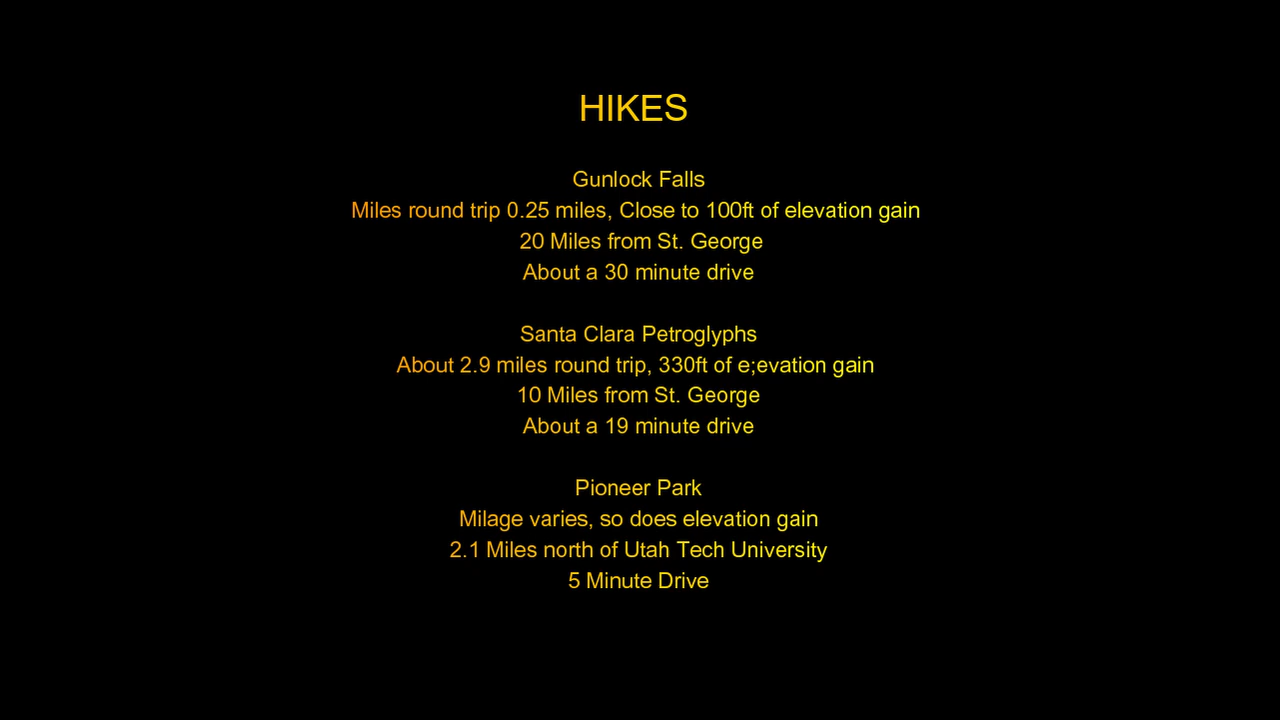 HIKES
Gunlock Falls
Miles round trip 0.25 miles, Close to 100ft of elevation gain
20 Miles from St. George
About a 30 minute drive
Santa Clara Petroglyphs
About 2.9 miles round trip, 330ft of e;evation gain
10 Miles from St. George
About a 19 minute drive
Pioneer Park
Milage varies, so does elevation gain
2.1 Miles north of Utah Tech University
5 Minute Drive